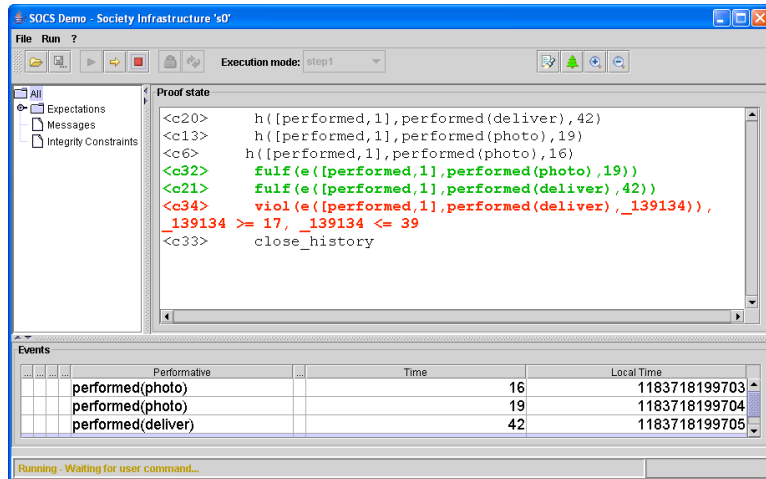 SOCS Demo - Society Infrastructure 's0'
File Run ?
Execution mode: step1
All
Expectations
Messages
Integrity Constraints
Proof state
<c20> h([performed,1],performed(deliver),42)
<c13> h([performed,1],performed(photo),19)
<c6> h([performed,1],performed(photo),16)
<c32> fulf(e([performed,1],performed(photo),19))
<c21> fulf(e([performed,1],performed(deliver),42))
<c34> viol(e([performed,1],performed(deliver),_139134)),
_139134 >= 17, _139134 <= 39
<c33> close_history
Events
... ... ... ... Performative ... Time Local Time
performed(photo) 16 1183718199703
performed(photo) 19 1183718199704
performed(deliver) 42 1183718199705
Running - Waiting for user command...